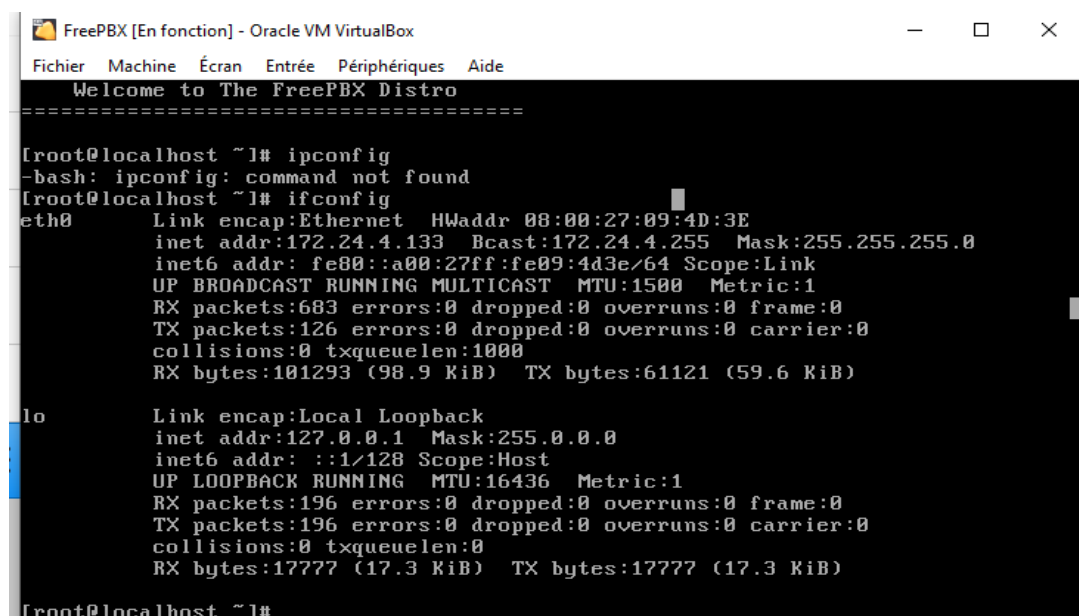 FreePBX [En fonction] - Oracle VM VirtualBox
Fichier Machine Écran Entrée Périphériques Aide
Welcome to The FreePBX Distro
======================================
[root@localhost ~]# ipconfig
-bash: ipconfig: command not found
[root@localhost ~]# ifconfig
eth0 Link encap:Ethernet HWaddr 08:00:27:09:4D:3E
inet addr:172.24.4.133 Bcast:172.24.4.255 Mask:255.255.255.0
inet6 addr: fe80::a00:27ff:fe09:4d3e/64 Scope:Link
UP BROADCAST RUNNING MULTICAST MTU:1500 Metric:1
RX packets:683 errors:0 dropped:0 overruns:0 frame:0
TX packets:126 errors:0 dropped:0 overruns:0 carrier:0
collisions:0 txqueuelen:1000
RX bytes:101293 (98.9 KiB) TX bytes:61121 (59.6 KiB)
lo Link encap:Local Loopback
inet addr:127.0.0.1 Mask:255.0.0.0
inet6 addr: ::1/128 Scope:Host
UP LOOPBACK RUNNING MTU:16436 Metric:1
RX packets:196 errors:0 dropped:0 overruns:0 frame:0
TX packets:196 errors:0 dropped:0 overruns:0 carrier:0
collisions:0 txqueuelen:0
RX bytes:17777 (17.3 KiB) TX bytes:17777 (17.3 KiB)
[root@localhost ~]#